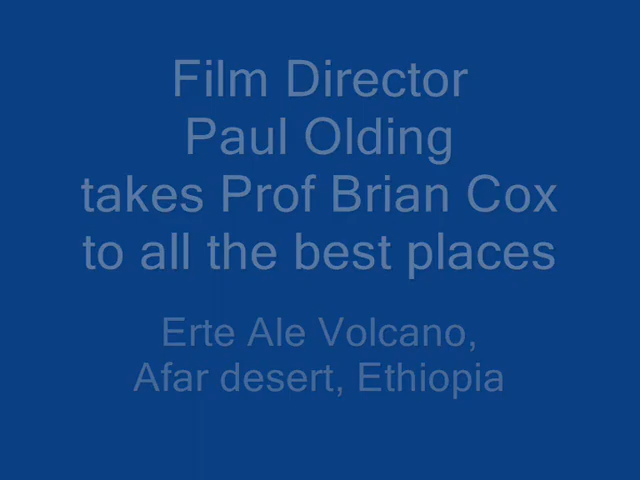 Film Director
Paul Olding
takes Prof Brian Cox
to all the best places
Erte Ale Volcano,
Afar desert, Ethiopia